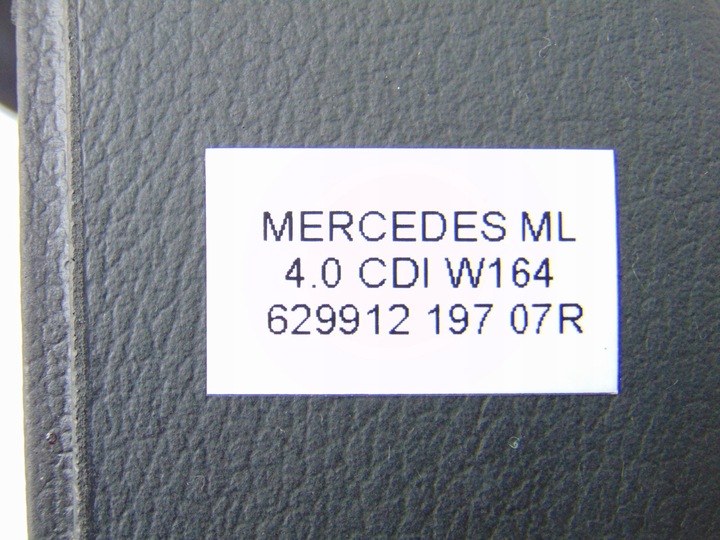 MERCEDES ML
4.0 CDI W164
629912 197 07R